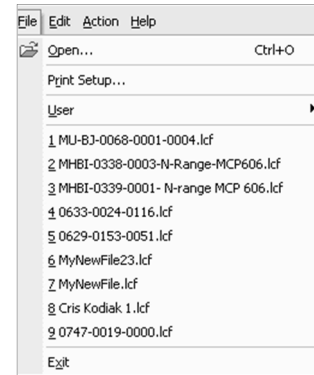 File Edit Action Help
Open... Ctrl+O
Print Setup...
User
1 MU-BJ-0068-0001-0004.lcf
2 MHBI-0338-0003-N-Range-MCP606.lcf
3 MHBI-0339-0001- N-range MCP 606.lcf
4 0633-0024-0116.lcf
5 0629-0153-0051.lcf
6 MyNewFile23.lcf
7 MyNewFile.lcf
8 Cris Kodiak 1.lcf
9 0747-0019-0000.lcf
Exit